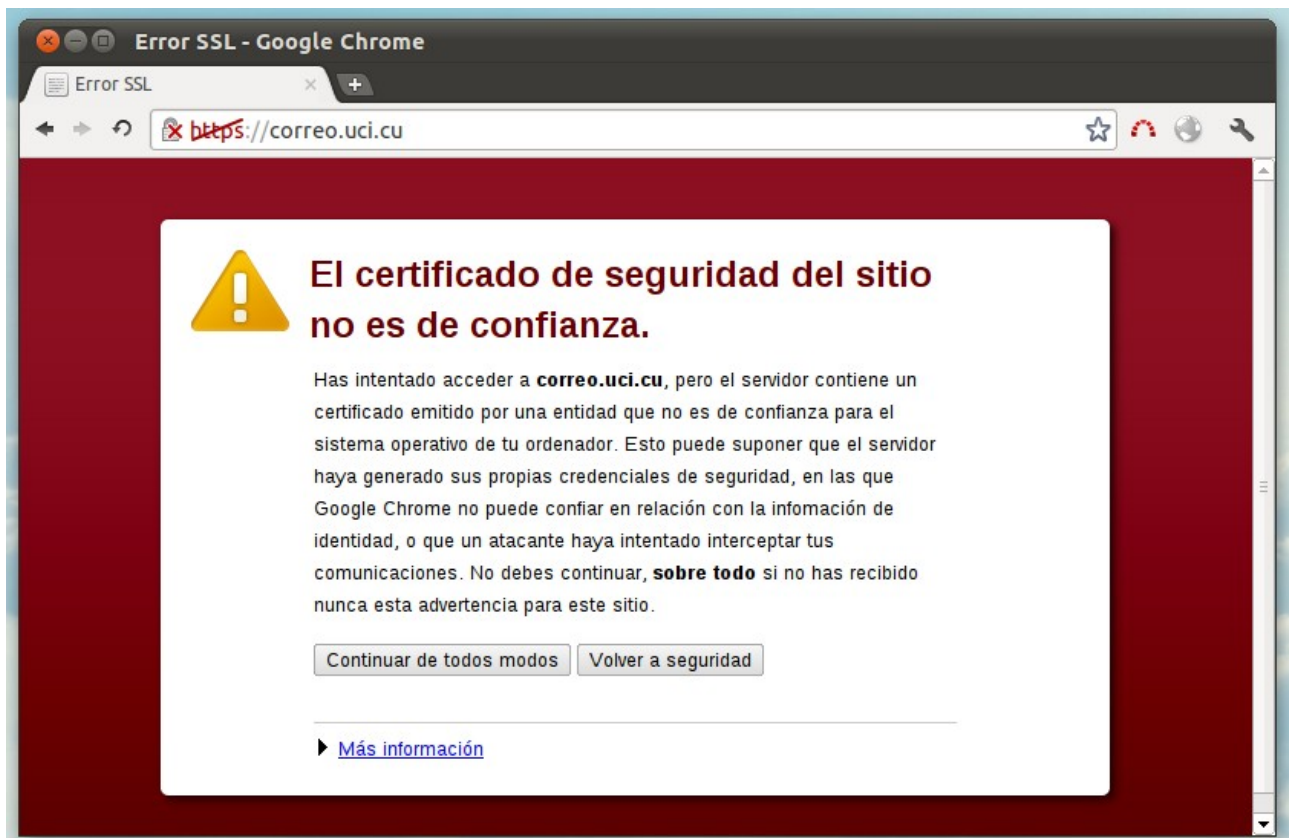 Error SSL - Google Chrome
Error SSL
https://correo.uci.cu
El certificado de seguridad del sitio
no es de confianza.
Has intentado acceder a correo.uci.cu, pero el servidor contiene un
certificado emitido por una entidad que no es de confianza para el
sistema operativo de tu ordenador. Esto puede suponer que el servidor
haya generado sus propias credenciales de seguridad, en las que
Google Chrome no puede confiar en relación con la infomación de
identidad, o que un atacante haya intentado interceptar tus
comunicaciones. No debes continuar, sobre todo si no has recibido
nunca esta advertencia para este sitio.
Continuar de todos modos Volver a seguridad
Más información